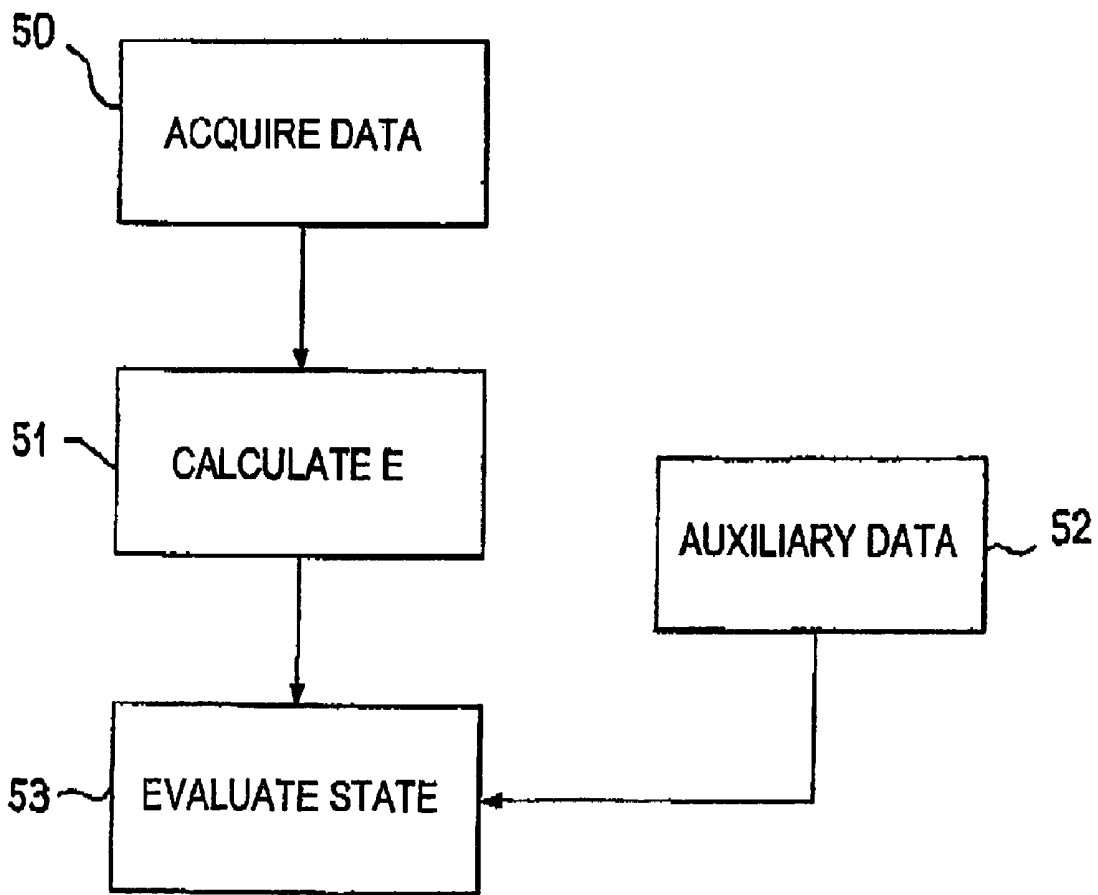 50
ACQUIRE DATA
51
CALCULATE E
AUXILIARY DATA
52
53
EVALUATE STATE